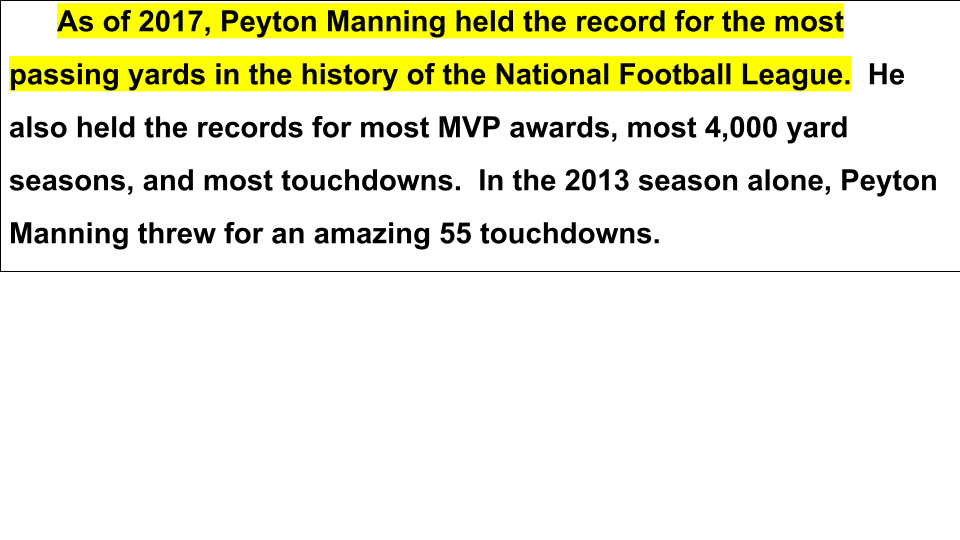 As of 2017, Peyton Manning held the record for the most
passing yards in the history of the National Football League.  He
also held the records for most MVP awards, most 4,000 yard
seasons, and most touchdowns.  In the 2013 season alone, Peyton
Manning threw for an amazing 55 touchdowns.